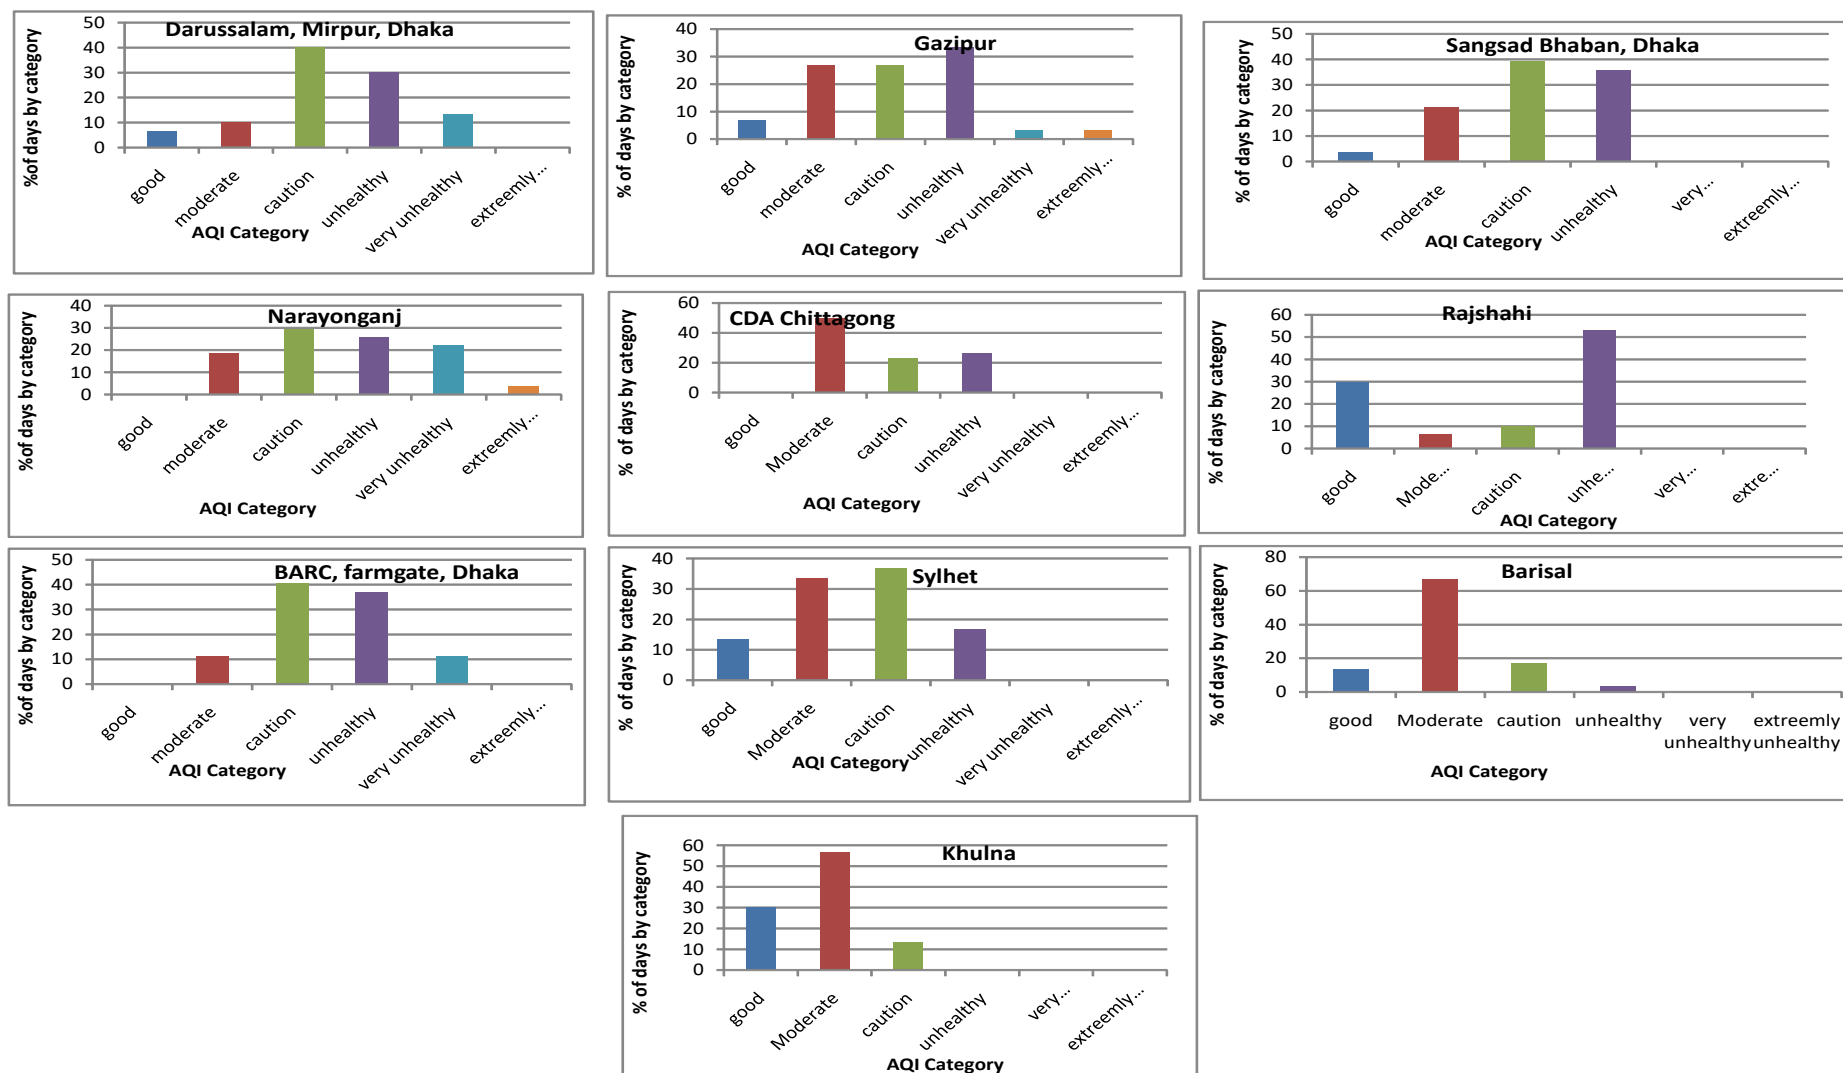 Darussalam, Mirpur, Dhaka
%of days by category
50
40
30
20
10
0
good
moderate
caution
unhealthy
very unhealthy
extreemly...
AQI Category
Gazipur
% of days by category
40
30
20
10
0
good
moderate
caution
unhealthy
very unhealthy
extreemly...
AQI Category
Sangsad Bhaban, Dhaka
% of days by category
50
40
30
20
10
0
good
moderate
caution
unhealthy
very...
extreemly...
AQI Category
Narayonganj
%of days by category
40
30
20
10
0
good
moderate
caution
unhealthy
very unhealthy
extreemly...
AQI Category
CDA Chittagong
% of days by category
60
40
20
0
good
Moderate
caution
unhealthy
very unhealthy
extreemly...
AQI Category
Rajshahi
% of days by category
60
50
40
30
20
10
0
good
Mode...
caution
unhe...
very...
extre...
AQI Category
BARC, farmgate, Dhaka
%of days by category
50
40
30
20
10
0
good
moderate
caution
unhealthy
very unhealthy
extreemly...
AQI Category
Sylhet
% of days by category
40
30
20
10
0
good
Moderate
caution
unhealthy
very unhealthy
extreemly...
AQI Category
Barisal
% of days by category
80
60
40
20
0
good
Moderate
caution
unhealthy
very
unhealthy
extreemly
unhealthy
AQI Category
Khulna
% of days by category
60
50
40
30
20
10
0
good
Moderate
caution
unhealthy
very...
extreemly...
AQI Category